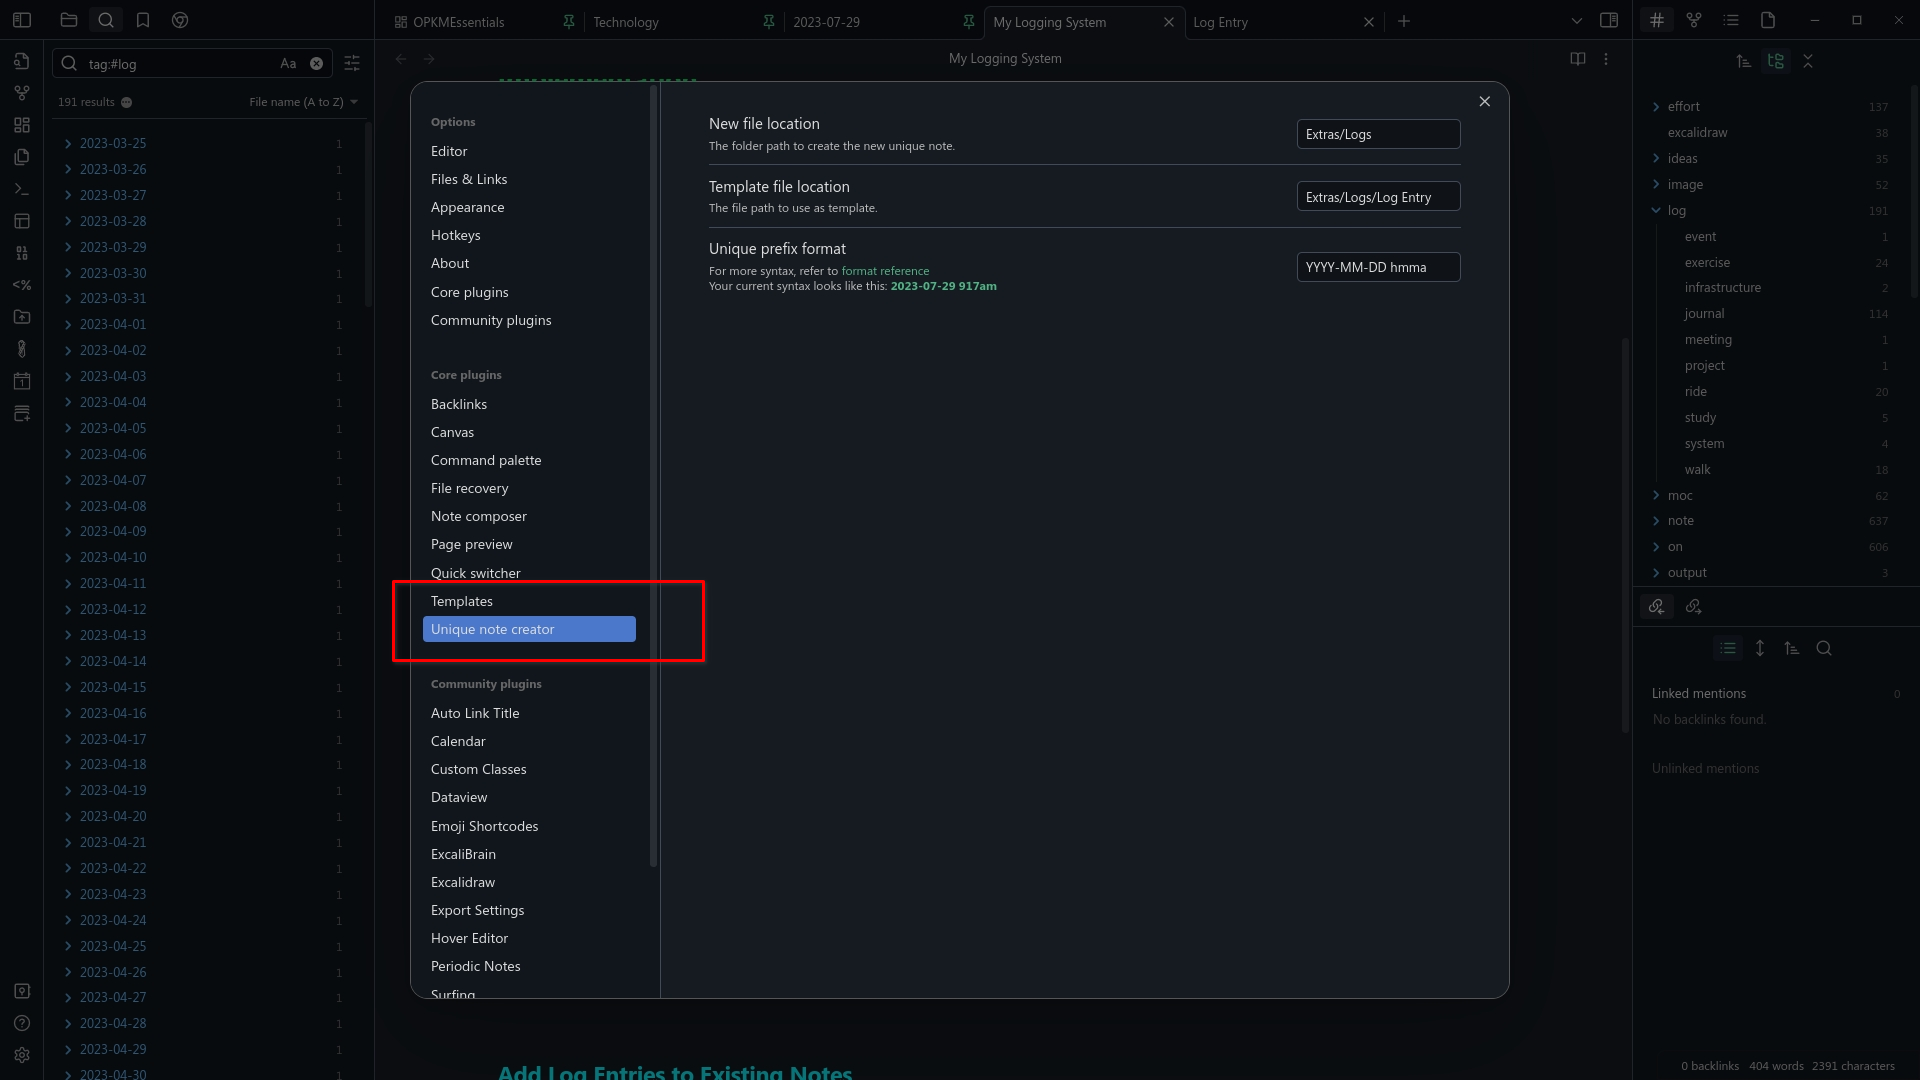 OPKMEssentials
Technology
2023-07-29
My Logging System
Log Entry
tag:#log
Aa
191 results
File name (A to Z)
2023-03-25 1
2023-03-26 1
2023-03-27 1
2023-03-28 1
2023-03-29 1
2023-03-30 1
2023-03-31 1
2023-04-01 1
2023-04-02 1
2023-04-03 1
2023-04-04 1
2023-04-05 1
2023-04-06 1
2023-04-07 1
2023-04-08 1
2023-04-09 1
2023-04-10 1
2023-04-11 1
2023-04-12 1
2023-04-13 1
2023-04-14 1
2023-04-15 1
2023-04-16 1
2023-04-17 1
2023-04-18 1
2023-04-19 1
2023-04-20 1
2023-04-21 1
2023-04-22 1
2023-04-23 1
2023-04-24 1
2023-04-25 1
2023-04-26 1
2023-04-27 1
2023-04-28 1
2023-04-29 1
2023-04-30 1
My Logging System
Options
Editor
Files & Links
Appearance
Hotkeys
About
Core plugins
Community plugins
Core plugins
Backlinks
Canvas
Command palette
File recovery
Note composer
Page preview
Quick switcher
Templates
Unique note creator
Community plugins
Auto Link Title
Calendar
Custom Classes
Dataview
Emoji Shortcodes
ExcaliBrain
Excalidraw
Export Settings
Hover Editor
Periodic Notes
Surfing
New file location
The folder path to create the new unique note.
Extras/Logs
Template file location
The file path to use as template.
Extras/Logs/Log Entry
Unique prefix format
For more syntax, refer to format reference
Your current syntax looks like this: 2023-07-29 917am
YYYY-MM-DD hmma
Add Log Entries to Existing Notes
effort 137
excalidraw 38
ideas 35
image 52
log 191
event 1
exercise 24
infrastructure 2
journal 114
meeting 1
project 1
ride 20
study 5
system 4
walk 18
moc 62
note 637
on 606
output 3
Linked mentions 0
No backlinks found.
Unlinked mentions
0 backlinks 404 words 2391 characters